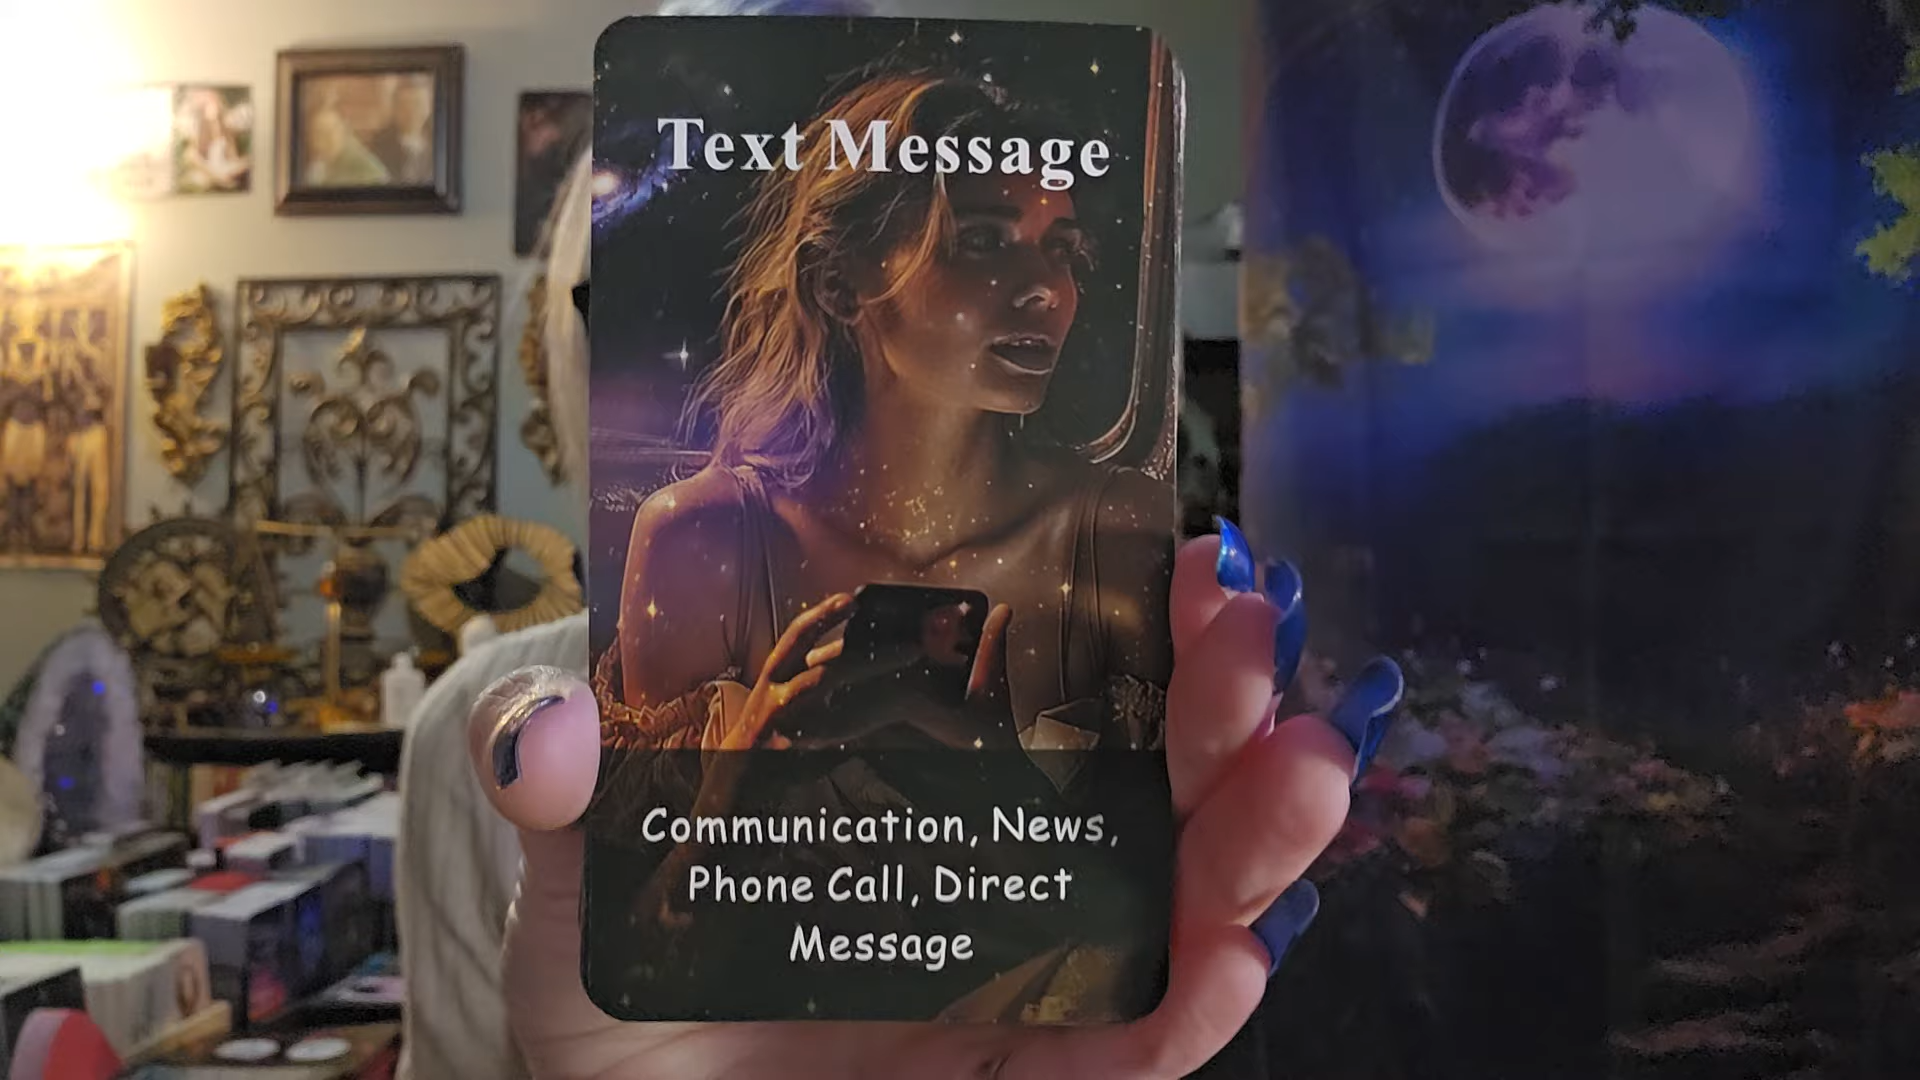 Text Message
Communication, News,
Phone Call, Direct
Message